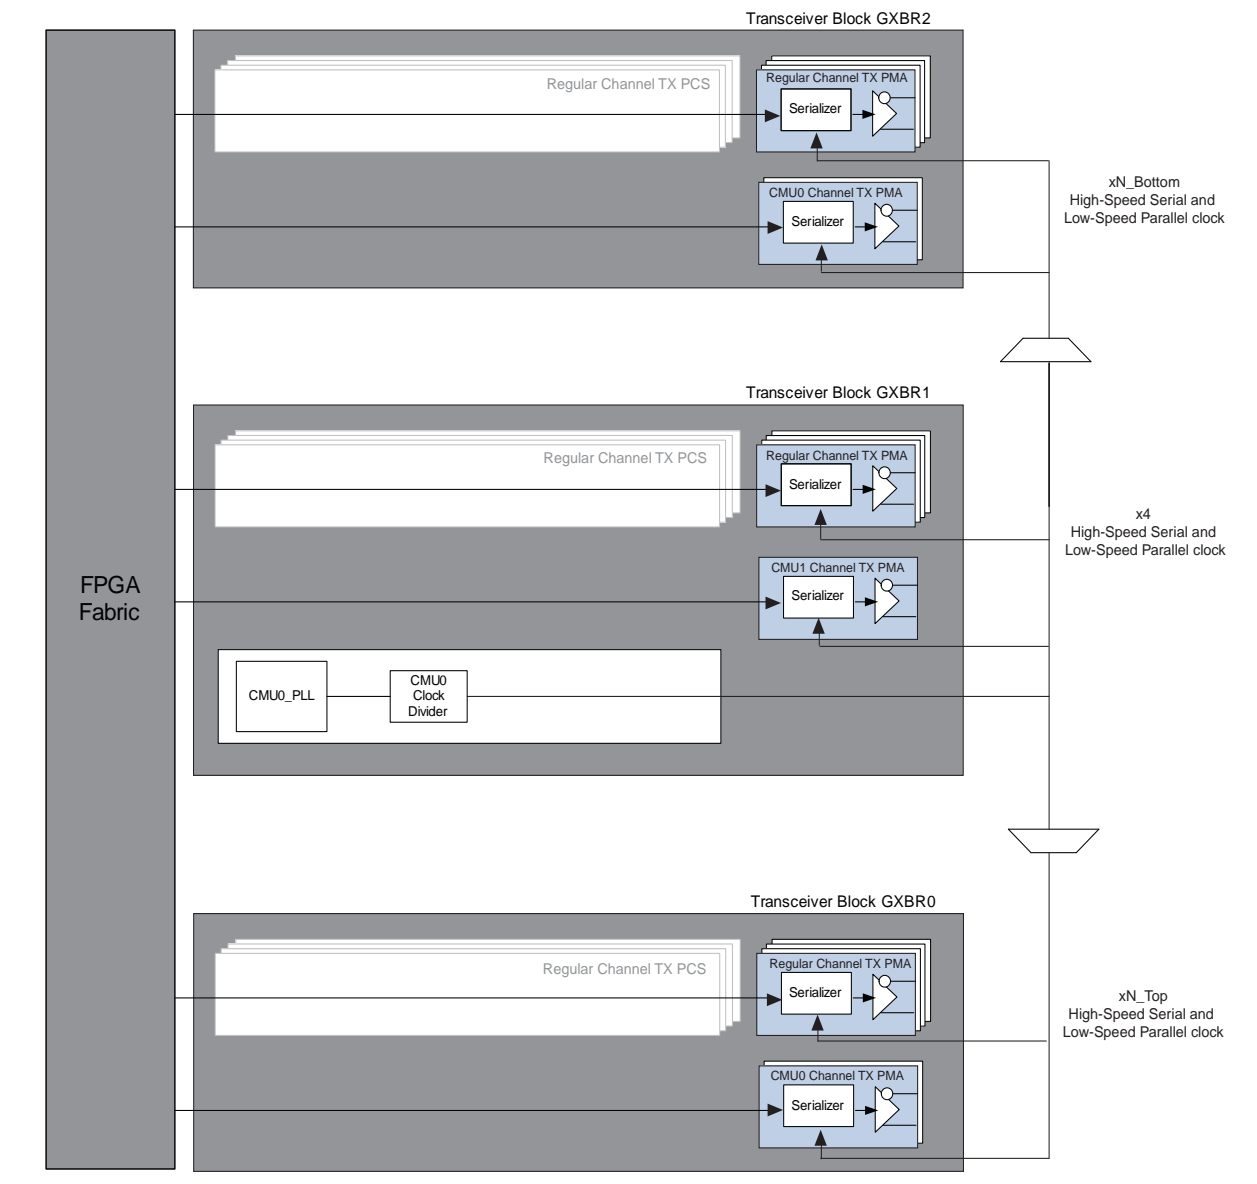 Transceiver Block GXBR2
Regular Channel TX PCS
Regular Channel TX PMA
Serializer
CMU0 Channel TX PMA
Serializer
xN_Bottom
High-Speed Serial and
Low-Speed Parallel clock
Transceiver Block GXBR1
Regular Channel TX PCS
Regular Channel TX PMA
Serializer
x4
High-Speed Serial and
Low-Speed Parallel clock
CMU1 Channel TX PMA
Serializer
FPGA
Fabric
CMU0_PLL
CMU0
Clock
Divider
Transceiver Block GXBR0
Regular Channel TX PCS
Regular Channel TX PMA
Serializer
xN_Top
High-Speed Serial and
Low-Speed Parallel clock
CMU0 Channel TX PMA
Serializer